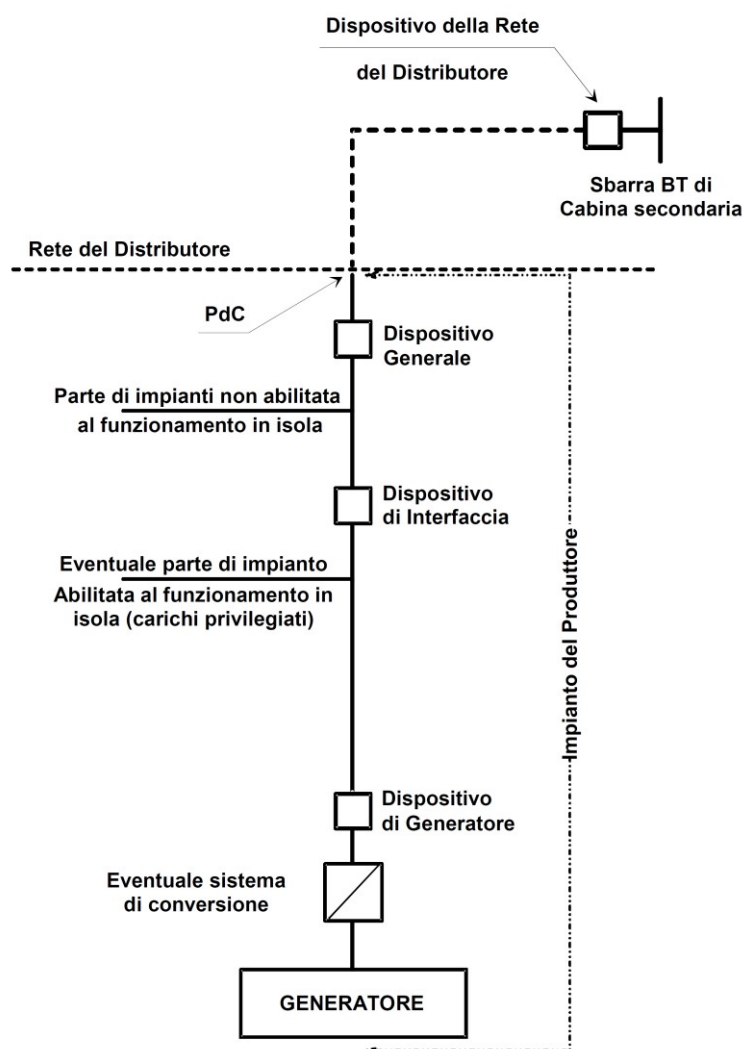 Dispositivo della Rete
del Distributore
Sbarra BT di
Cabina secondaria
Rete del Distributore
PdC
Dispositivo
Generale
Parte di impianti non abilitata
al funzionamento in isola
Dispositivo
di Interfaccia
Eventuale parte di impianto
Abilitata al funzionamento in
isola (carichi privilegiati)
Impianto del Produttore
Dispositivo
di Generatore
Eventuale sistema
di conversione
GENERATORE